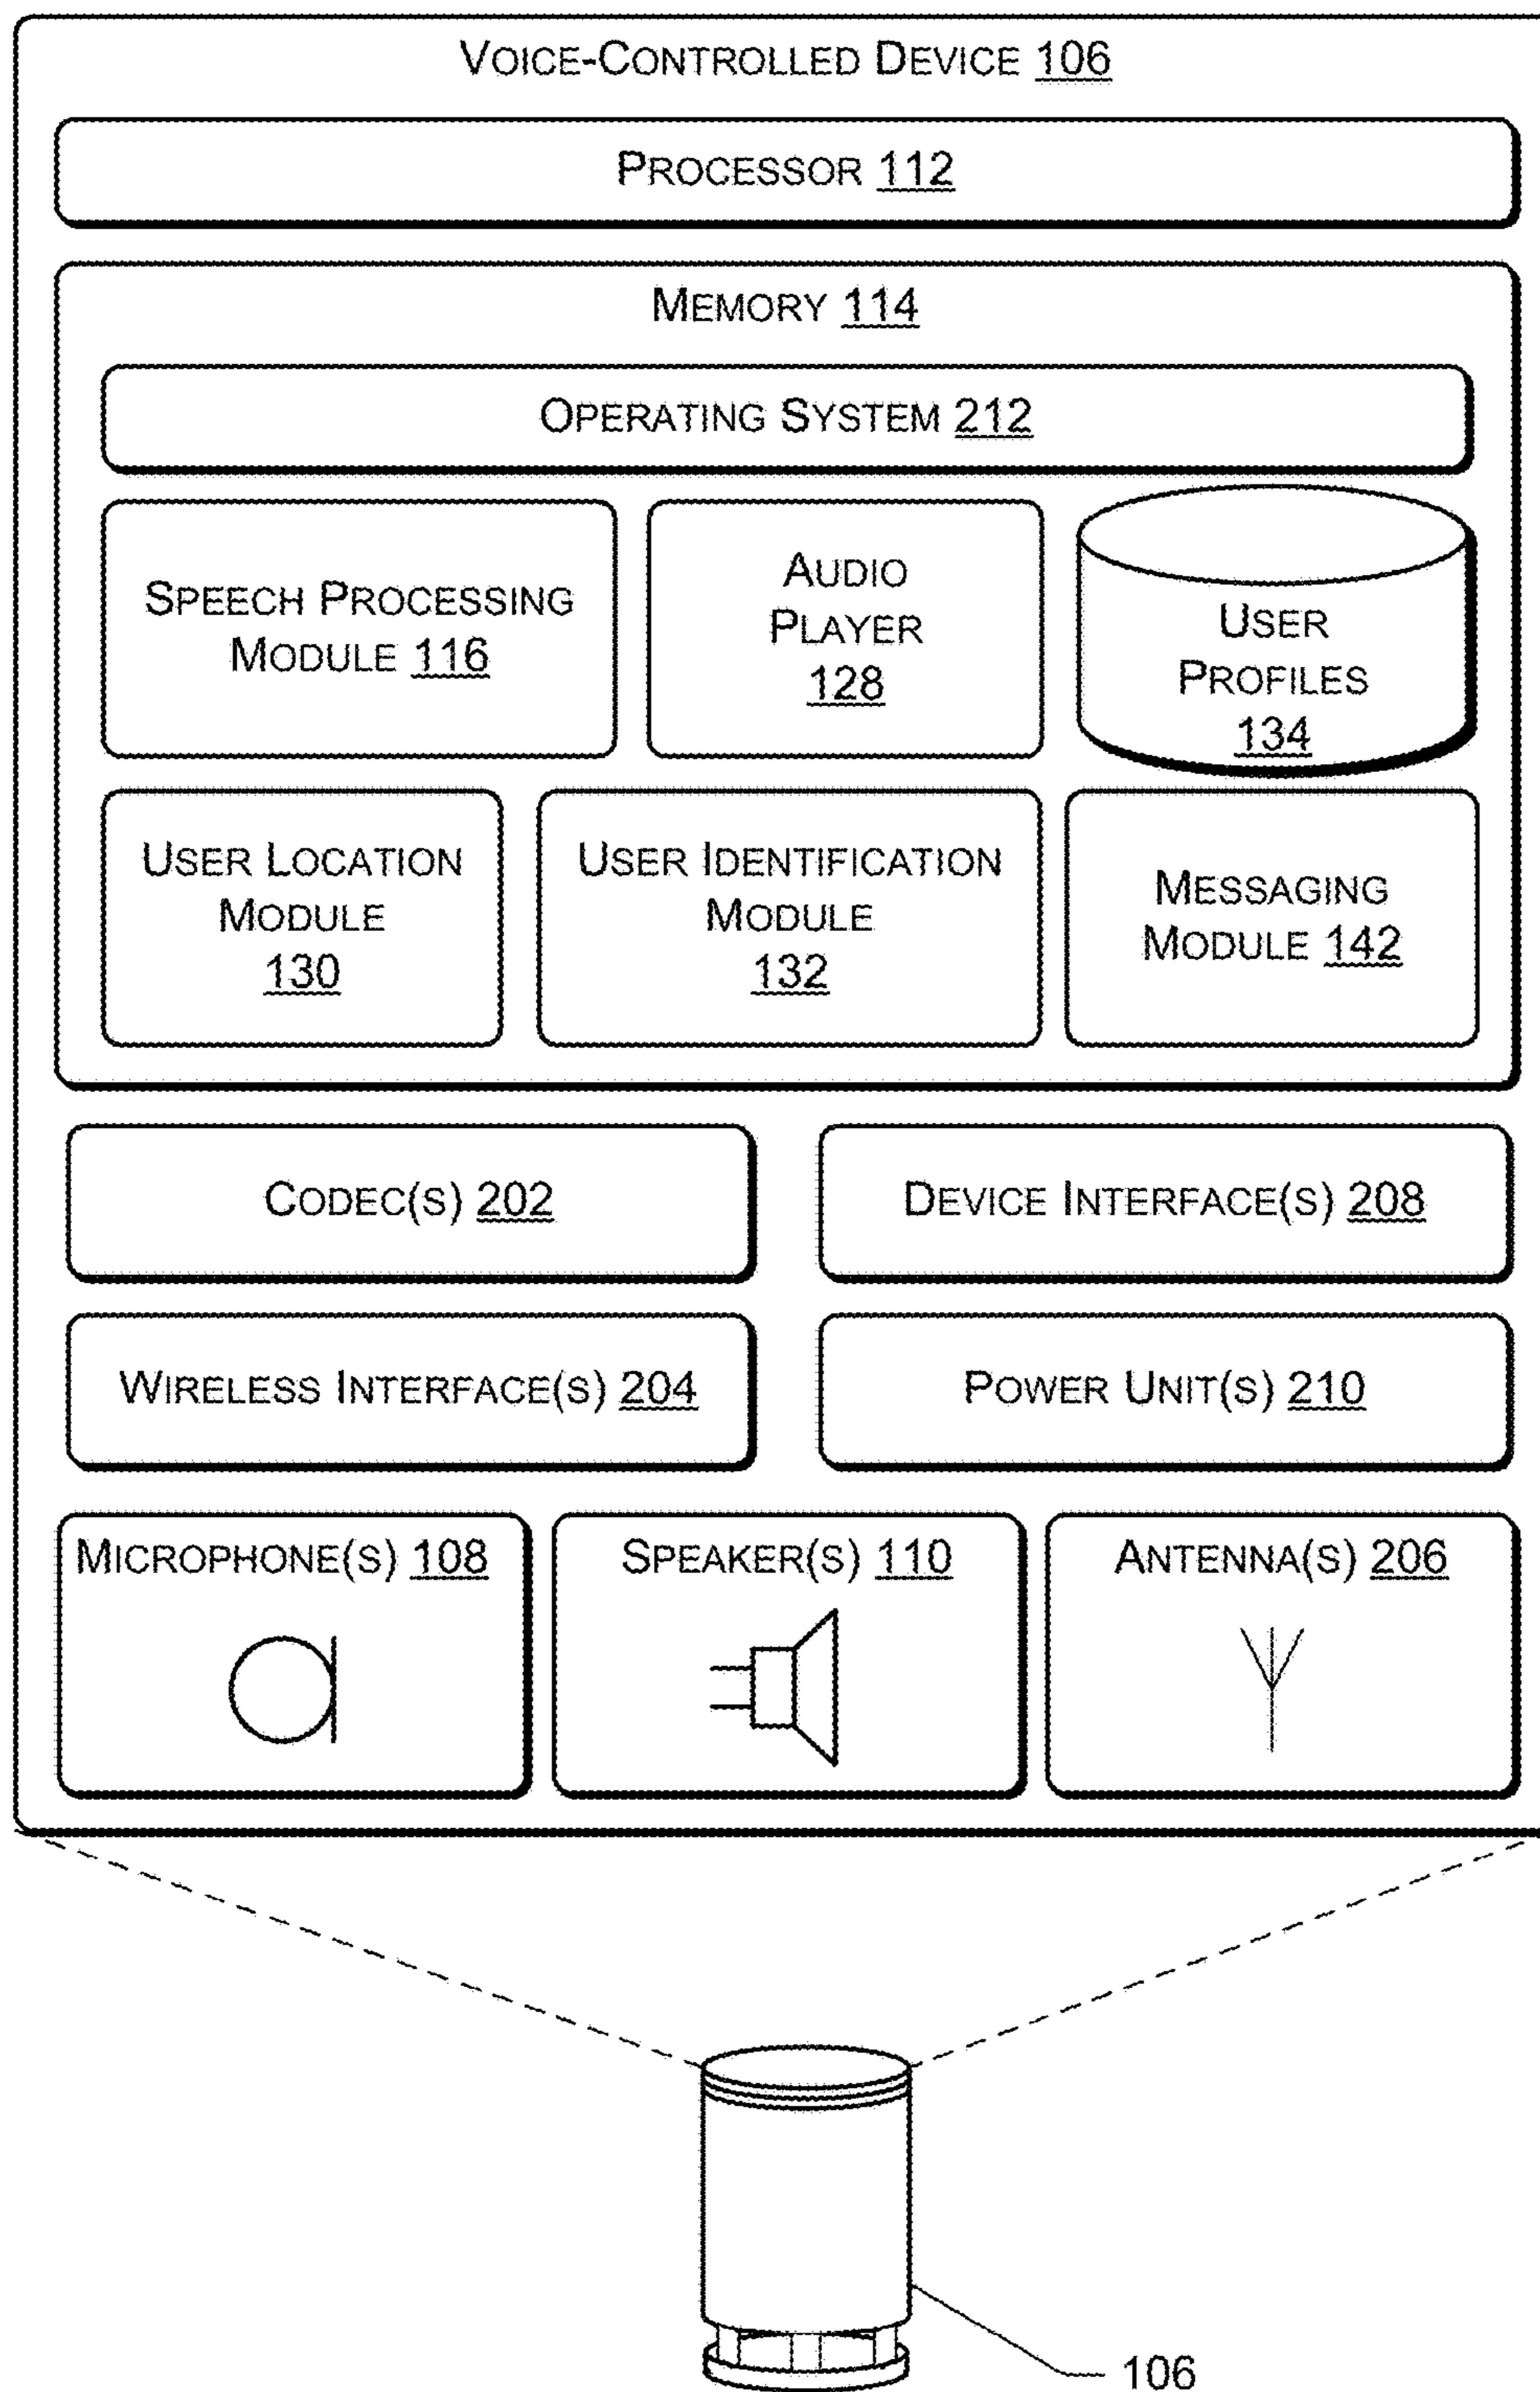 VOICE-CONTROLLED DEVICE 106
PROCESSOR 112
MEMORY 114
OPERATING SYSTEM 212
SPEECH PROCESSING
MODULE 116
AUDIO
PLAYER
128
USER
PROFILES
134
USER LOCATION
MODULE
130
USER IDENTIFICATION
MODULE
132
MESSAGING
MODULE 142
CODEC(S) 202
DEVICE INTERFACE(S) 208
WIRELESS INTERFACE(S) 204
POWER UNIT(S) 210
MICROPHONE(S) 108
SPEAKER(S) 110
ANTENNA(S) 206
106